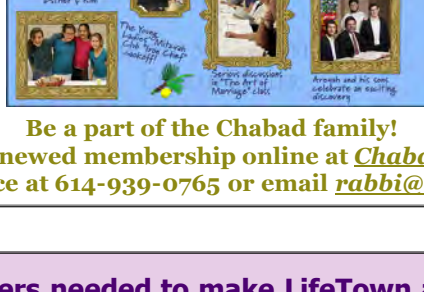 The Young
Ladies' Mitzvah
Club "Iron Chef"
cookoff!
Serious discussions
in "The Art of
Marriage" class
Aroyah and his sons
celebrate an exciting
discovery
Be a part of the Chabad family!
newed membership online at Chaba
ce at 614-939-0765 or email rabbi@
ers needed to make LifeTown a